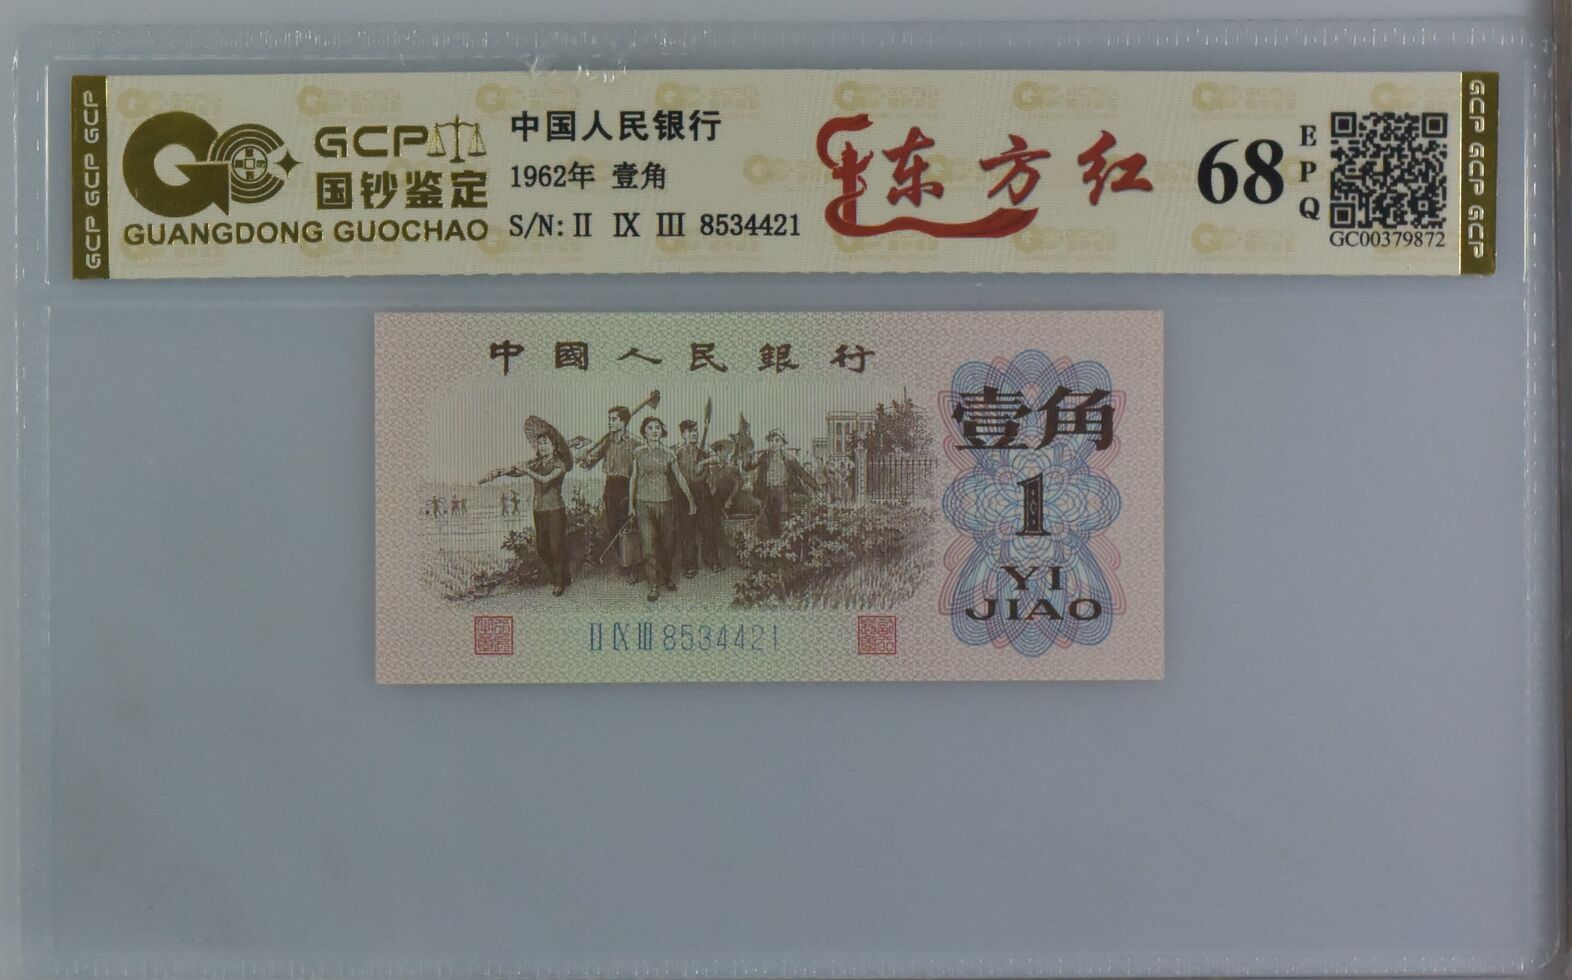 GCP GCP GCP
GCP
国钞鉴定
GUANGDONG GUOCHAO
中国人民银行
1962年 壹角
S/N: II IX III 8534421
东方红
68
EPQ
GC00379872
GCP GCP GCP
中國人民銀行
壹角
1
YI
JIAO
II IX III 8534421